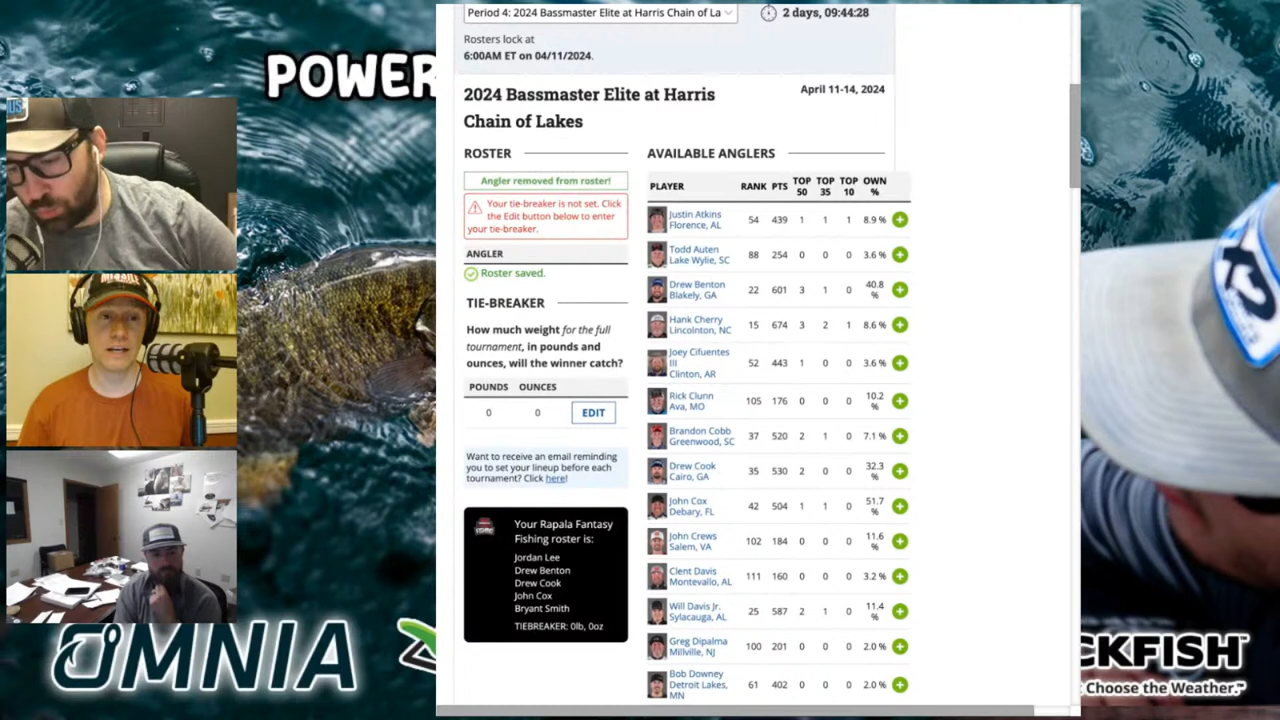 POWER
US
MISSILE
Period 4: 2024 Bassmaster Elite at Harris Chain of La
2 days, 09:44:28
Rosters lock at
6:00AM ET on 04/11/2024.
2024 Bassmaster Elite at Harris
Chain of Lakes
April 11-14, 2024
ROSTER
Angler removed from roster!
Your tie-breaker is not set. Click
the Edit button below to enter
your tie-breaker.
ANGLER
Roster saved.
TIE-BREAKER
How much weight for the full
tournament, in pounds and
ounces, will the winner catch?
POUNDS OUNCES
0 0 EDIT
Want to receive an email reminding
you to set your lineup before each
tournament? Click here!
Your Rapala Fantasy
Fishing roster is:
Jordan Lee
Drew Benton
Drew Cook
John Cox
Bryant Smith
TIEBREAKER: 0lb, 0oz
AVAILABLE ANGLERS
PLAYER RANK PTS TOP 50 TOP 35 TOP 10 OWN %
Justin Atkins
Florence, AL 54 439 1 1 1 8.9 %
Todd Auten
Lake Wylie, SC 88 254 0 0 0 3.6 %
Drew Benton
Blakely, GA 22 601 3 1 0 40.8 %
Hank Cherry
Lincolnton, NC 15 674 3 2 1 8.6 %
Joey Cifuentes
III
Clinton, AR 52 443 1 0 0 3.6 %
Rick Clunn
Ava, MO 105 176 0 0 0 10.2 %
Brandon Cobb
Greenwood, SC 37 520 2 1 0 7.1 %
Drew Cook
Cairo, GA 35 530 2 0 0 32.3 %
John Cox
Debary, FL 42 504 1 1 0 51.7 %
John Crews
Salem, VA 102 184 0 0 0 11.6 %
Clent Davis
Montevallo, AL 111 160 0 0 0 3.2 %
Will Davis Jr.
Sylacauga, AL 25 587 2 1 0 11.4 %
Greg Dipalma
Millville, NJ 100 201 0 0 0 2.0 %
Bob Downey
Detroit Lakes,
MN 61 402 0 0 0 2.0 %
OMNIA
CKFISH™
Choose the Weather.™